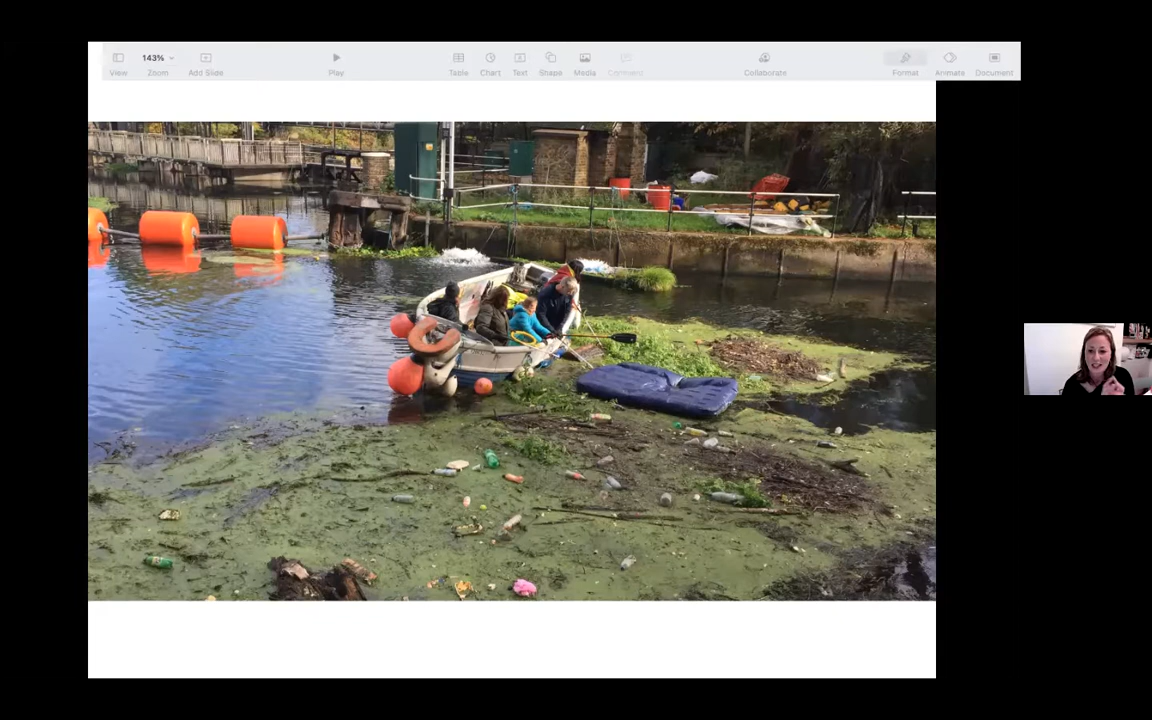 143%
View
Zoom
Add Slide
Play
Table
Chart
Text
Shape
Media
Comment
Collaborate
Format
Animate
Document